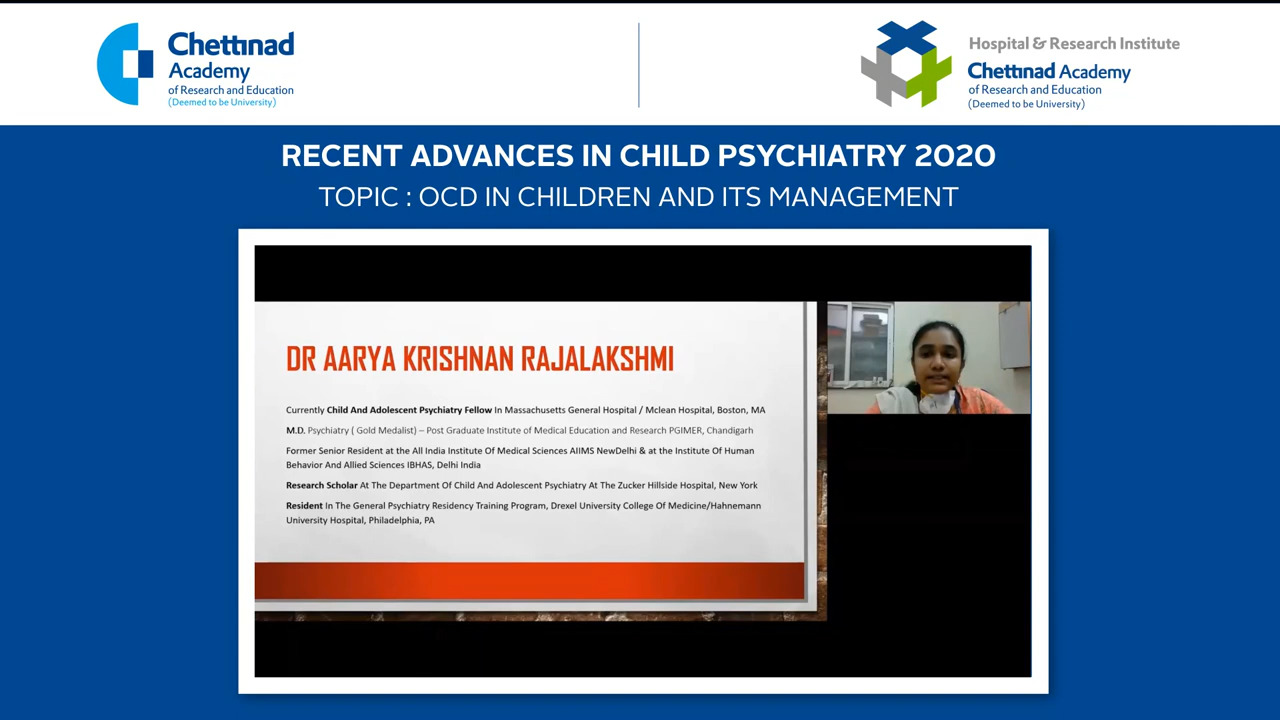 Chettinad
Academy
of Research and Education
(Deemed to be University)
Hospital & Research Institute
Chettinad Academy
of Research and Education
(Deemed to be University)
RECENT ADVANCES IN CHILD PSYCHIATRY 2020
TOPIC : OCD IN CHILDREN AND ITS MANAGEMENT
DR AARYA KRISHNAN RAJALAKSHMI
Currently Child And Adolescent Psychiatry Fellow In Massachusetts General Hospital / Mclean Hospital, Boston, MA
M.D. Psychiatry ( Gold Medalist) – Post Graduate Institute of Medical Education and Research PGIMER, Chandigarh
Former Senior Resident at the All India Institute Of Medical Sciences AIIMS NewDelhi & at the Institute Of Human
Behavior And Allied Sciences IBHAS, Delhi India
Research Scholar At The Department Of Child And Adolescent Psychiatry At The Zucker Hillside Hospital, New York
Resident In The General Psychiatry Residency Training Program, Drexel University College Of Medicine/Hahnemann
University Hospital, Philadelphia, PA